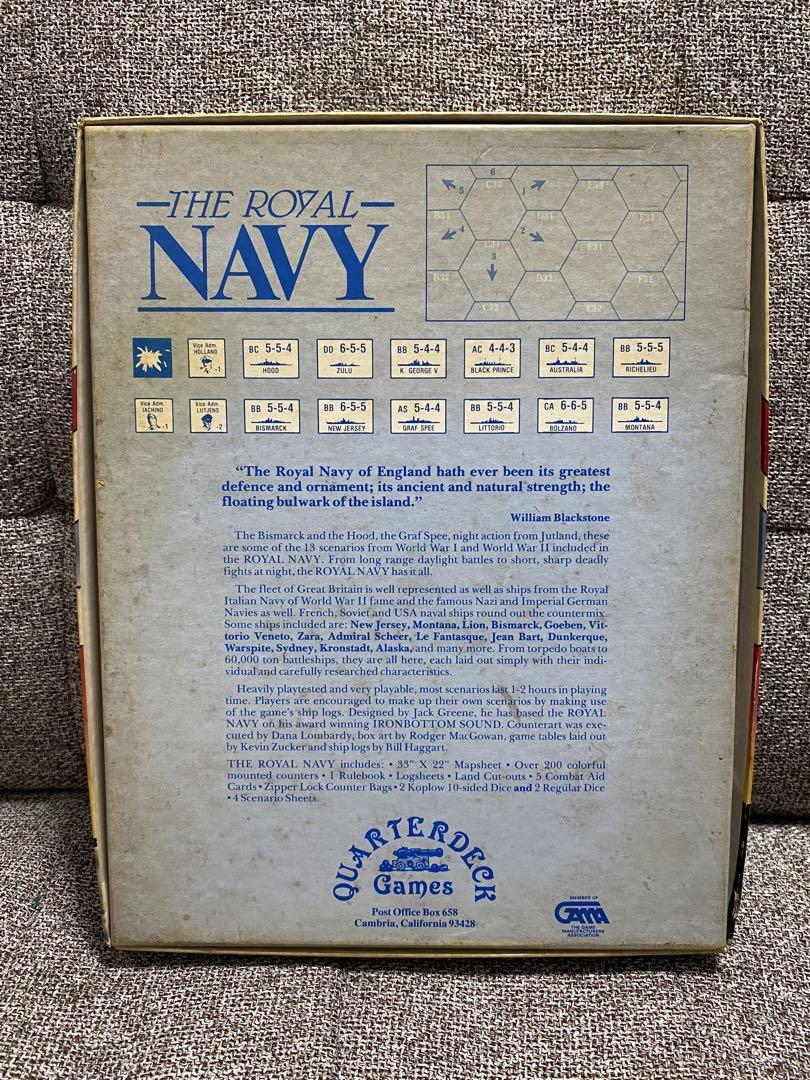 THE ROYAL
NAVY
6
5
C30
1
E30
B31
4
D31
F31
2
C31
E31
3
B32
D32
F32
C32
E32
Vice Adm. HOLLAND -1
BC 5-5-4 HOOD
DD 6-5-5 ZULU
BB 5-4-4 K. GEORGE V
AC 4-4-3 BLACK PRINCE
BC 5-4-4 AUSTRALIA
BB 5-5-5 RICHELIEU
Vice Adm. IACHINO -1
Vice Adm. LUTJENS -2
BB 5-5-4 BISMARCK
BB 6-5-5 NEW JERSEY
AS 5-4-4 GRAF SPEE
BB 5-5-4 LITTORIO
CA 6-6-5 BOLZANO
BB 5-5-4 MONTANA
“The Royal Navy of England hath ever been its greatest
defence and ornament; its ancient and natural strength; the
floating bulwark of the island.”
William Blackstone
The Bismarck and the Hood, the Graf Spee, night action from Jutland, these
are some of the 13 scenarios from World War I and World War II included in
the ROYAL NAVY. From long range daylight battles to short, sharp deadly
fights at night, the ROYAL NAVY has it all.
The fleet of Great Britain is well represented as well as ships from the Royal
Italian Navy of World War II fame and the famous Nazi and Imperial German
Navies as well. French, Soviet and USA naval ships round out the countermix.
Some ships included are: New Jersey, Montana, Lion, Bismarck, Goeben, Vit-
torio Veneto, Zara, Admiral Scheer, Le Fantasque, Jean Bart, Dunkerque,
Warspite, Sydney, Kronstadt, Alaska, and many more. From torpedo boats to
60,000 ton battleships, they are all here, each laid out simply with their indi-
vidual and carefully researched characteristics.
Heavily playtested and very playable, most scenarios last 1-2 hours in playing
time. Players are encouraged to make up their own scenarios by making use
of the game's ship logs. Designed by Jack Greene, he has based the ROYAL
NAVY on his award winning IRONBOTTOM SOUND. Counterart was exe-
cuted by Dana Lombardy, box art by Rodger MacGowan, game tables laid out
by Kevin Zucker and ship logs by Bill Haggart.
THE ROYAL NAVY includes: • 33" X 22" Mapsheet • Over 200 colorful
mounted counters • 1 Rulebook • Logsheets • Land Cut-outs • 5 Combat Aid
Cards • Zipper Lock Counter Bags • 2 Koplow 10-sided Dice and 2 Regular Dice
• 4 Scenario Sheets.
QUARTERDECK
Games
Post Office Box 658
Cambria, California 93428
MEMBER OF
GAMA
THE GAME
MANUFACTURERS
ASSOCIATION